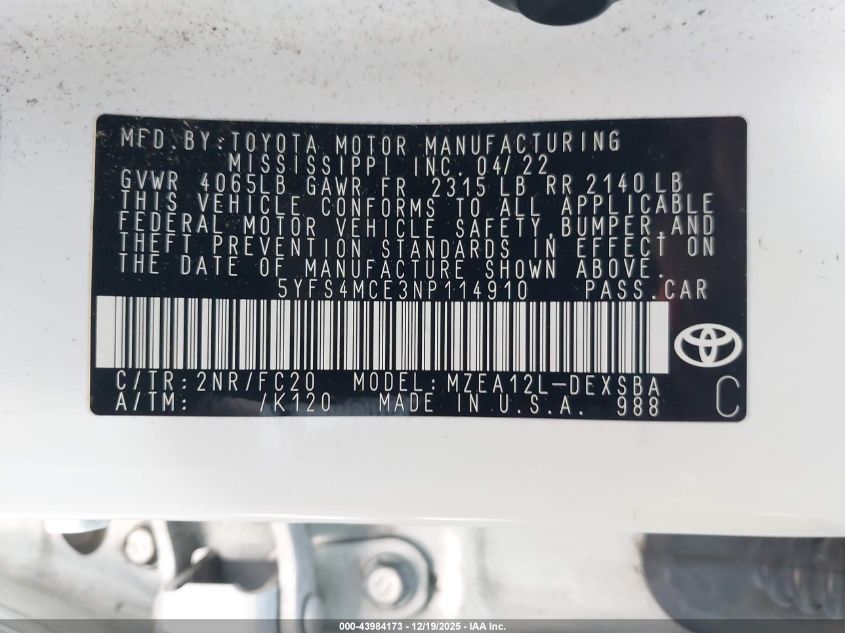 MFD.BY:TOYOTA MOTOR MANUFACTURING
MISSISSIPPI INC. 04/22
GVWR 4065LB GAWR FR 2315 LB RR 2140 LB
THIS VEHICLE CONFORMS TO ALL APPLICABLE
FEDERAL MOTOR VEHICLE SAFETY,BUMPER,AND
THEFT PREVENTION STANDARDS IN EFFECT ON
THE DATE OF MANUFACTURE SHOWN ABOVE.
5YFS4MCE3NP114910 PASS.CAR
C/TR:2NR/FC20 MODEL:MZEA12L-DEXSBA
A/TM: /K120 MADE IN U.S.A. 988 C
000-43984173 - 12/19/2025 - IAA Inc.